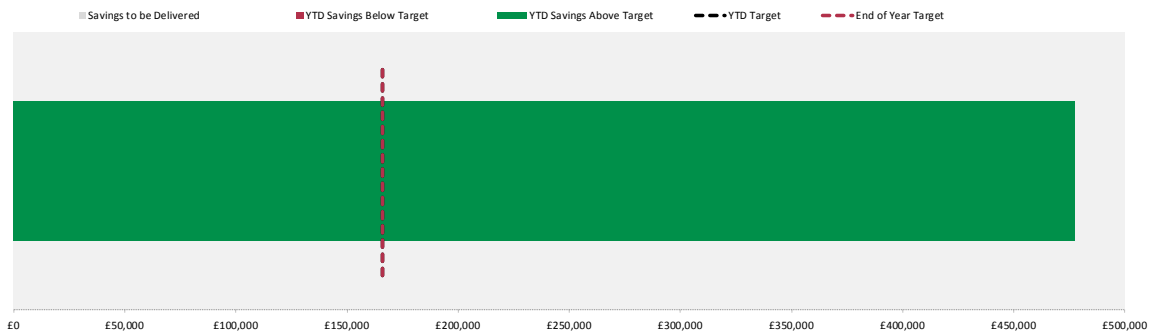 Savings to be Delivered YTD Savings Below Target YTD Savings Above Target YTD Target End of Year Target
£0 £50,000 £100,000 £150,000 £200,000 £250,000 £300,000 £350,000 £400,000 £450,000 £500,000